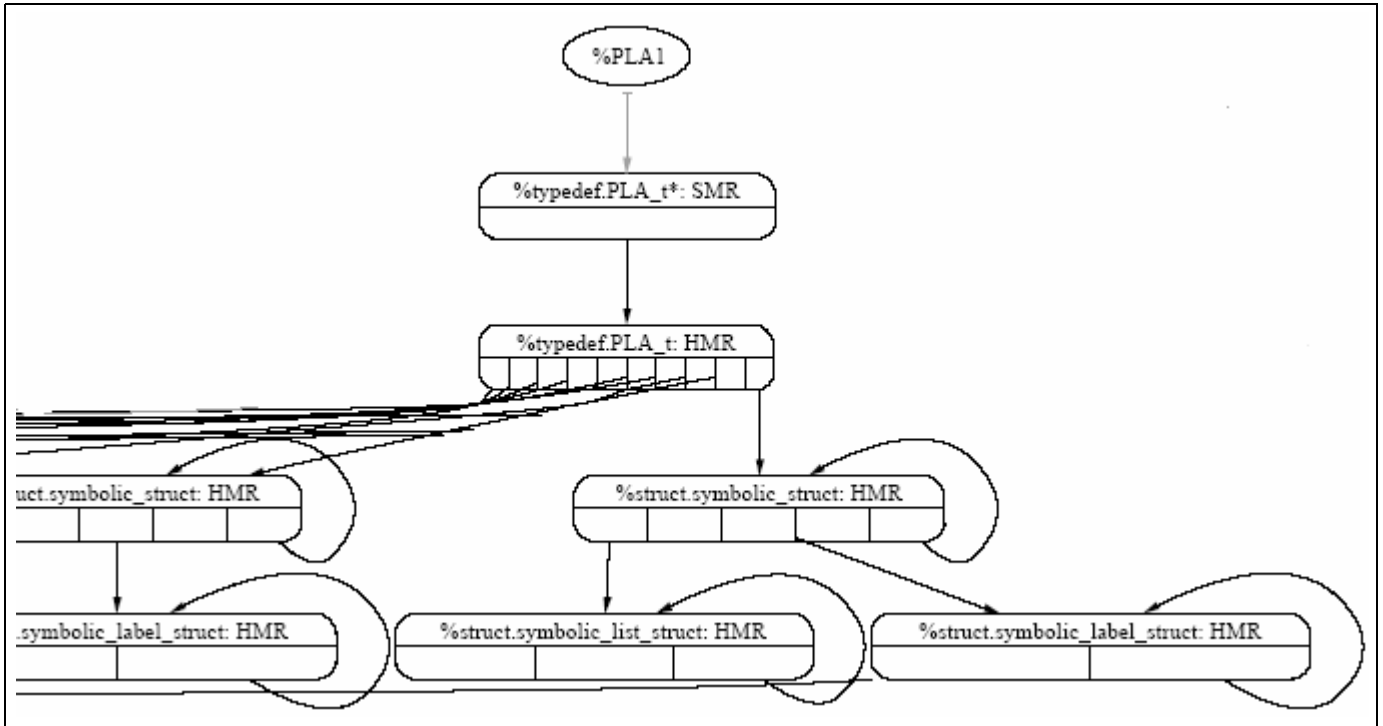 %PLA1
%typedef.PLA_t*: SMR
%typedef.PLA_t: HMR
uct.symbolic_struct: HMR
%struct.symbolic_struct: HMR
.symbolic_label_struct: HMR
%struct.symbolic_list_struct: HMR
%struct.symbolic_label_struct: HMR